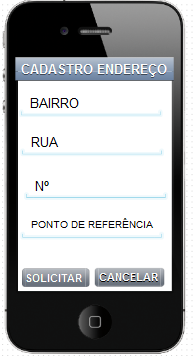 CADASTRO ENDEREÇO
BAIRRO
RUA
Nº
PONTO DE REFERÊNCIA
SOLICITAR CANCELAR